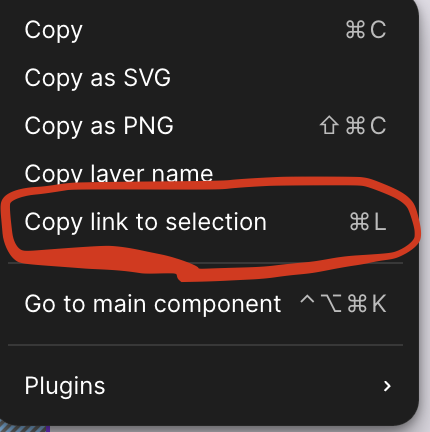 Copy ⌘C
Copy as SVG
Copy as PNG ⇧⌘C
Copy layer name
Copy link to selection ⌘L
Go to main component ^⌥⌘K
Plugins ›